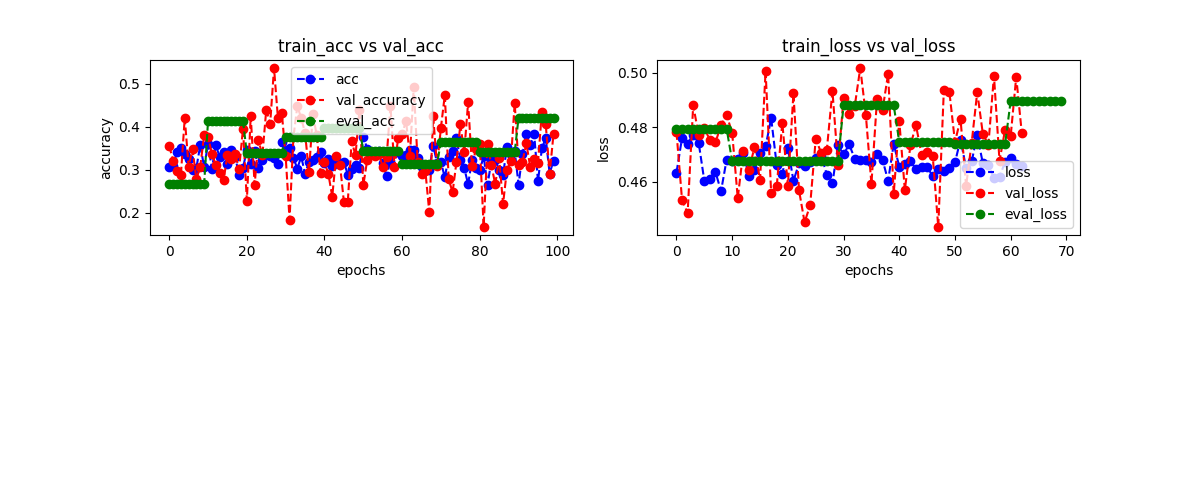 train_acc vs val_acc
train_loss vs val_loss
acc
val_accuracy
eval_acc
accuracy
0.5
0.4
0.3
0.2
0
20
40
60
80
100
epochs
loss
0.50
0.48
0.46
loss
val_loss
eval_loss
0
10
20
30
40
50
60
70
epochs